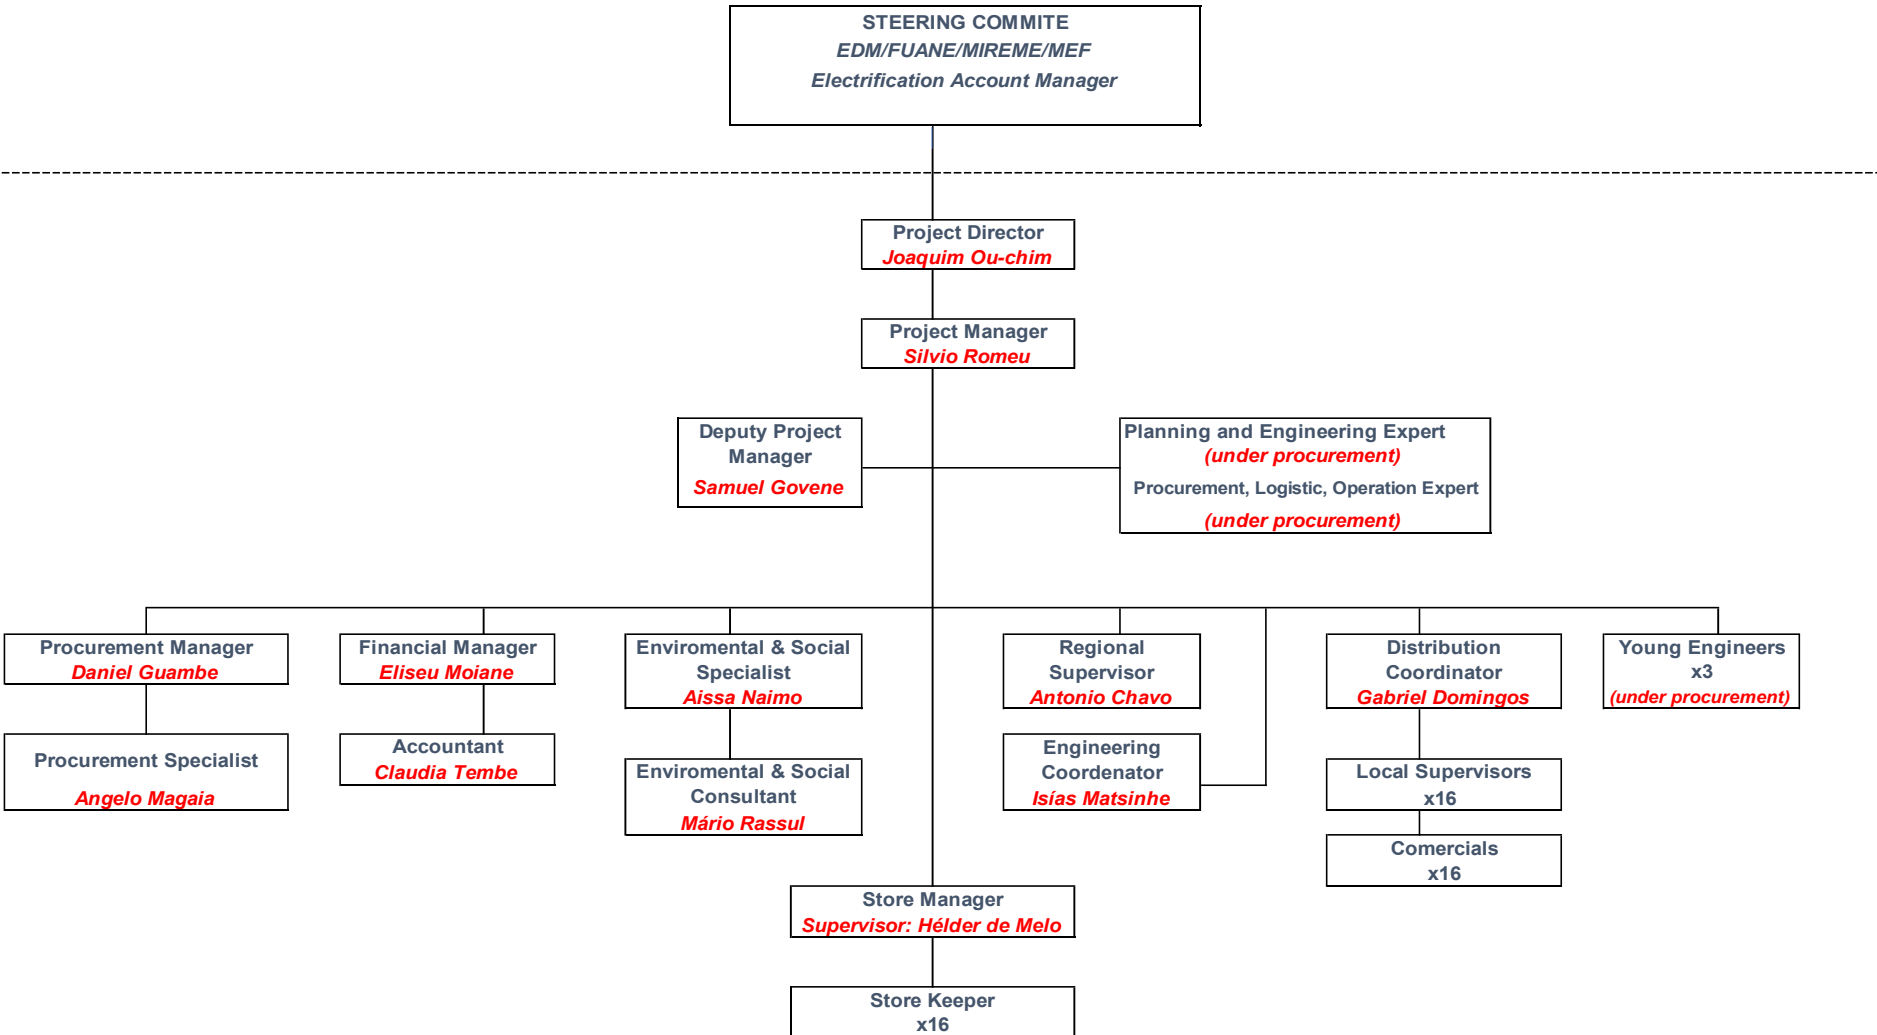 STEERING COMMITE
EDM/FUANE/MIREME/MEF
Electrification Account Manager
Project Director
Joaquim Ou-chim
Project Manager
Silvio Romeu
Deputy Project
Manager
Samuel Govene
Planning and Engineering Expert
(under procurement)
Procurement, Logistic, Operation Expert
(under procurement)
Procurement Manager
Daniel Guambe
Financial Manager
Eliseu Moiane
Enviromental & Social
Specialist
Aissa Naimo
Regional
Supervisor
Antonio Chavo
Distribution
Coordinator
Gabriel Domingos
Young Engineers
x3
(under procurement)
Procurement Specialist
Angelo Magaia
Accountant
Claudia Tembe
Enviromental & Social
Consultant
Mário Rassul
Engineering
Coordenator
Isías Matsinhe
Local Supervisors
x16
Comercials
x16
Store Manager
Supervisor: Hélder de Melo
Store Keeper
x16